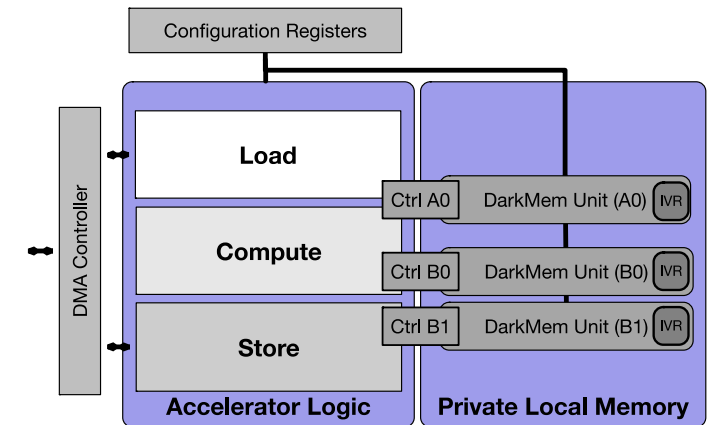 Configuration Registers
DMA Controller
Load
Compute
Store
Accelerator Logic
Ctrl A0
DarkMem Unit (A0)
IVR
Ctrl B0
DarkMem Unit (B0)
IVR
Ctrl B1
DarkMem Unit (B1)
IVR
Private Local Memory